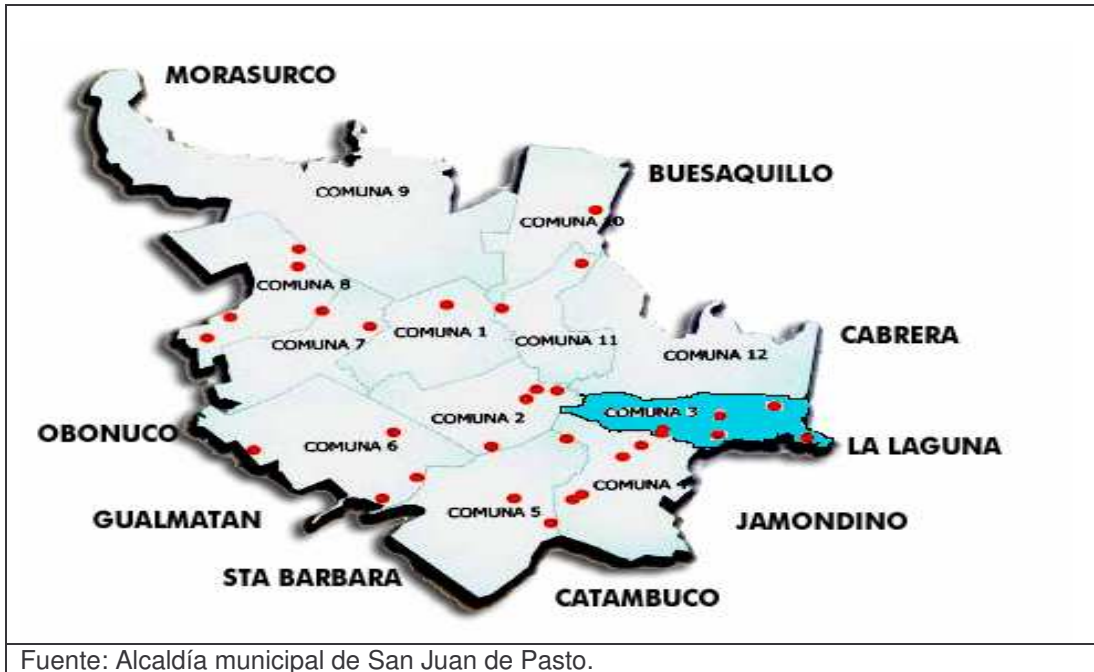 MORASURCO
BUESAQUILLO
COMUNA 9
COMUNA 10
COMUNA 8
COMUNA 1
COMUNA 7
COMUNA 11
CABRERA
COMUNA 12
COMUNA 2
COMUNA 3
OBONUCO
COMUNA 6
LA LAGUNA
COMUNA 4
GUALMATAN
COMUNA 5
JAMONDINO
STA BARBARA
CATAMBUCO
Fuente: Alcaldía municipal de San Juan de Pasto.